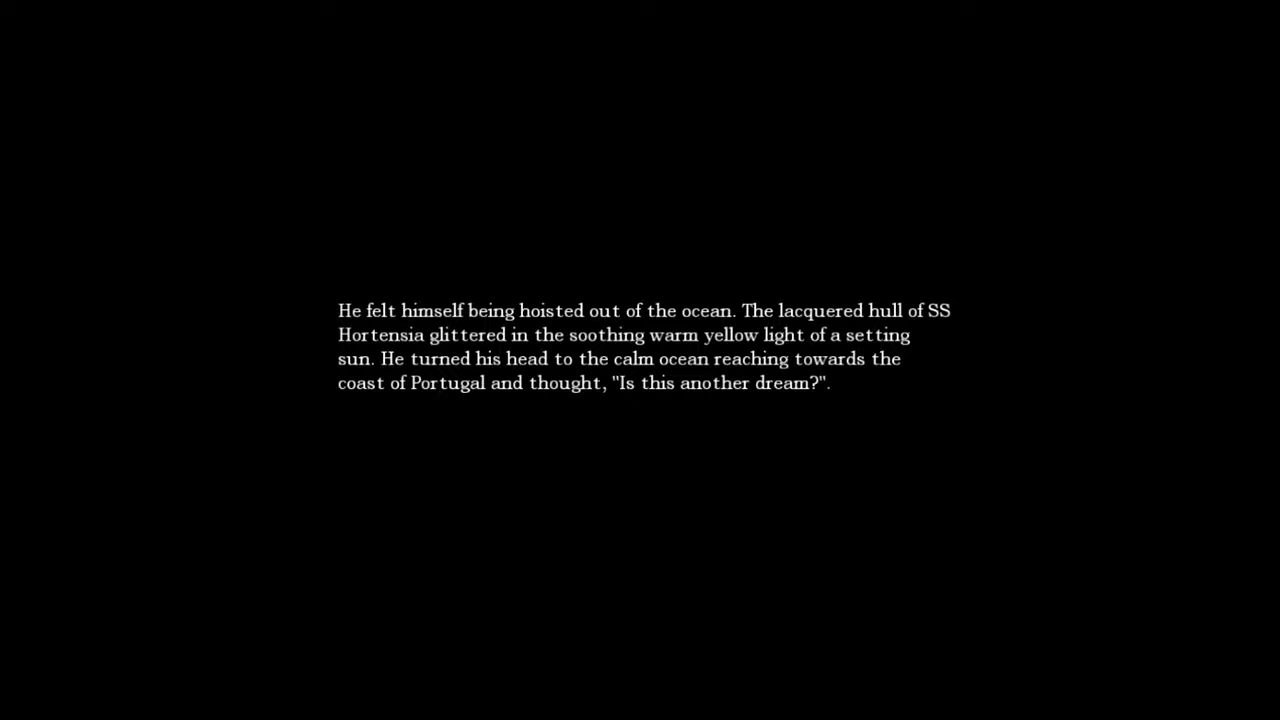 He felt himself being hoisted out of the ocean. The lacquered hull of SS
Hortensia glittered in the soothing warm yellow light of a setting
sun. He turned his head to the calm ocean reaching towards the
coast of Portugal and thought, "Is this another dream?".